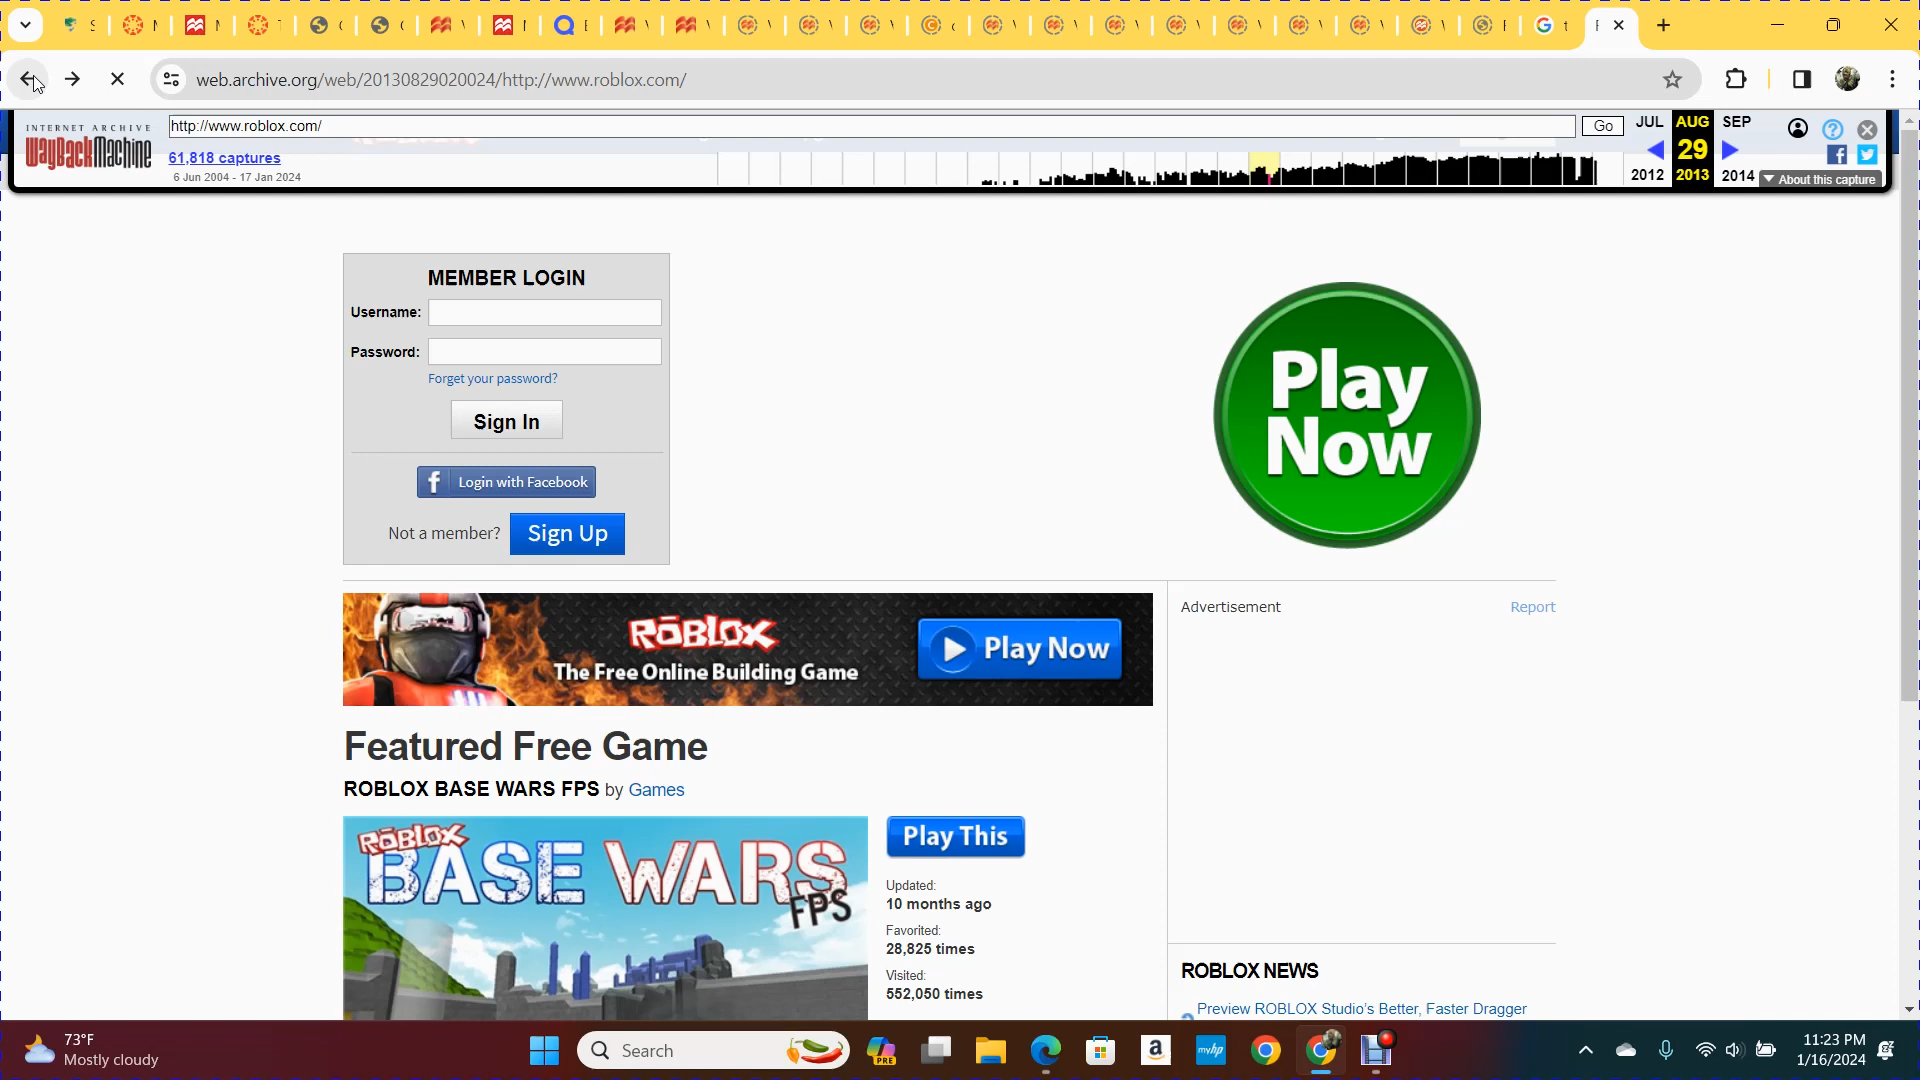 web.archive.org/web/20130829020024/http://www.roblox.com/
INTERNET ARCHIVE
WayBackMachine
http://www.roblox.com/
Go
JUL AUG SEP
61,818 captures
29
6 Jun 2004 - 17 Jan 2024
2012 2013 2014
About this capture
MEMBER LOGIN
Username:
Password:
Forget your password?
Sign In
Login with Facebook
Not a member?
Sign Up
Play
Now
ROBLOX
The Free Online Building Game
Play Now
Advertisement
Report
Featured Free Game
ROBLOX BASE WARS FPS by Games
ROBLOX
BASE WARS
FPS
Play This
Updated:
10 months ago
Favorited:
28,825 times
Visited:
552,050 times
ROBLOX NEWS
Preview ROBLOX Studio's Better, Faster Dragger
73°F
Mostly cloudy
Search
PRE
myhp
11:23 PM
1/16/2024